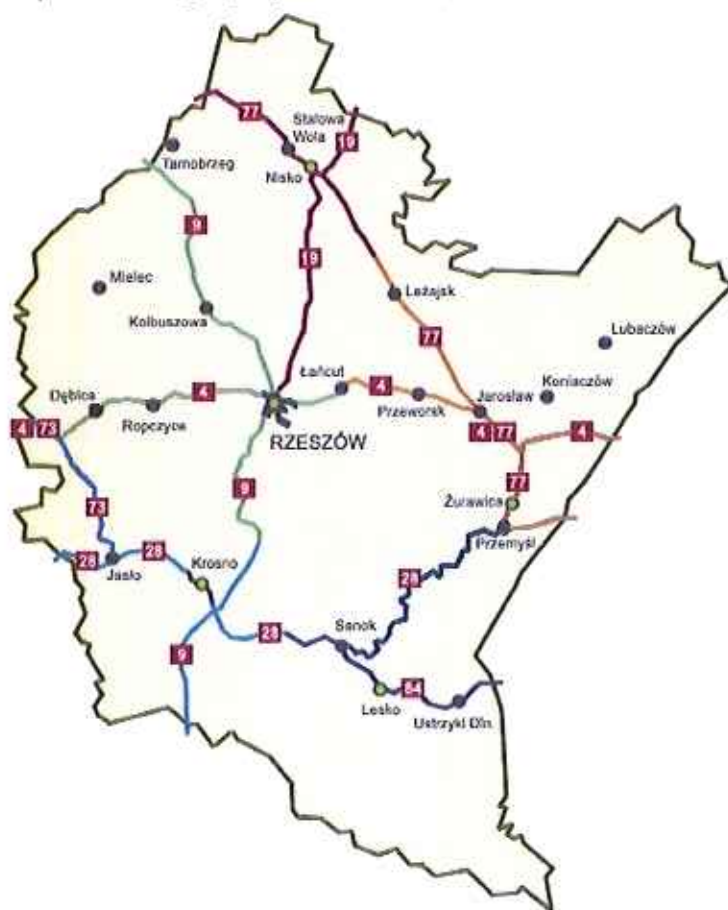 77
Stalowa
Wola
19
Tarnobrzeg
Nisko
9
19
Mielec
Leżajsk
Kolbuszowa
77
Lubaczów
Łańcut
4
4
Koniaczów
Dębica
Przeworsk
Jarosław
Ropczyce
4 73
4 77
4
RZESZÓW
9
77
73
Żurawica
Przemyśl
28
28
Krosno
28
Jasło
28
Sanok
9
84
Lesko
Ustrzyki Dln.